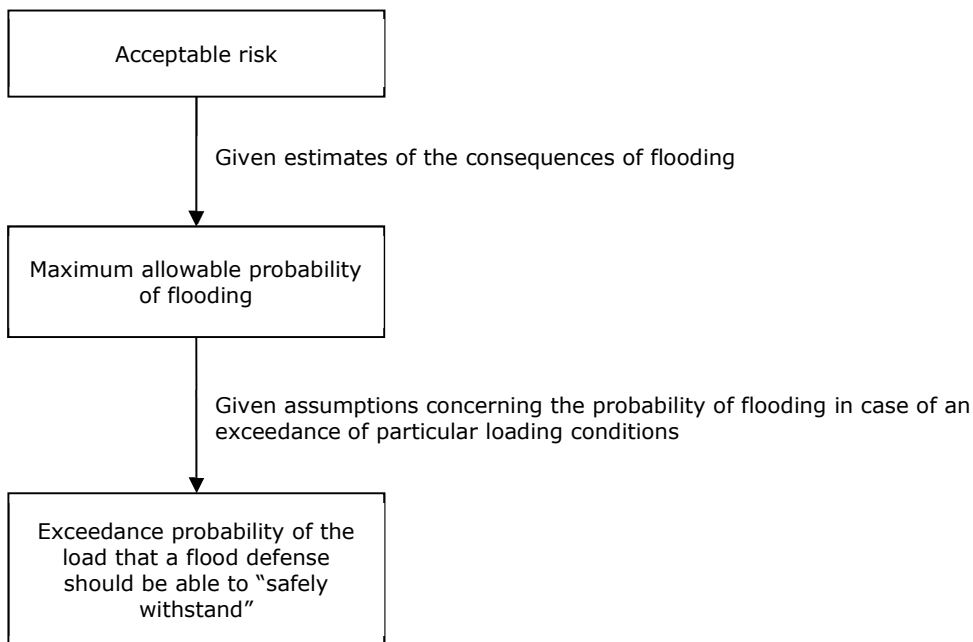 Acceptable risk
Given estimates of the consequences of flooding
Maximum allowable probability
of flooding
Given assumptions concerning the probability of flooding in case of an
exceedance of particular loading conditions
Exceedance probability of the
load that a flood defense
should be able to “safely
withstand”